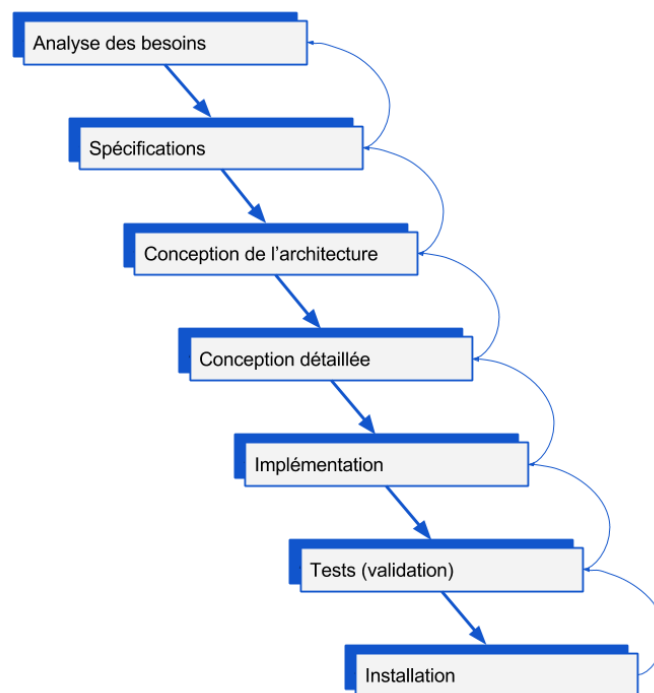 Analyse des besoins
Spécifications
Conception de l'architecture
Conception détaillée
Implémentation
Tests (validation)
Installation